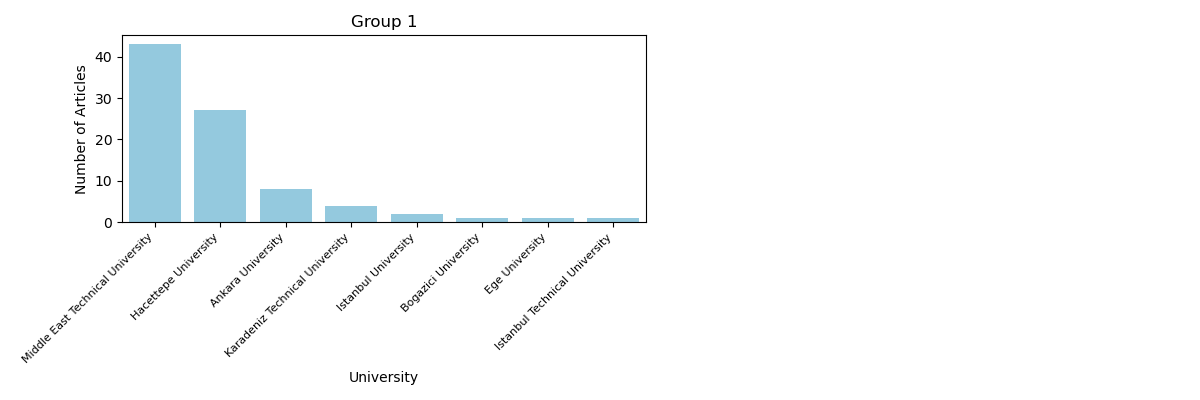 Group 1
Number of Articles
40
30
20
10
0
Middle East Technical University
Hacettepe University
Ankara University
Karadeniz Technical University
Istanbul University
Bogazici University
Ege University
Istanbul Technical University
University